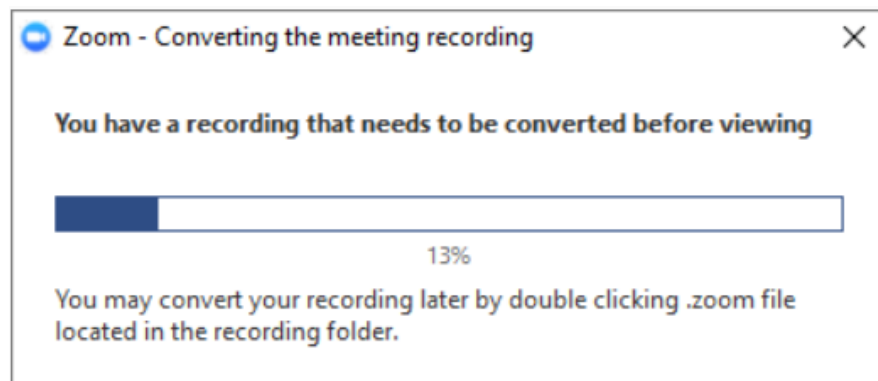 Zoom - Converting the meeting recording
You have a recording that needs to be converted before viewing
13%
You may convert your recording later by double clicking .zoom file
located in the recording folder.